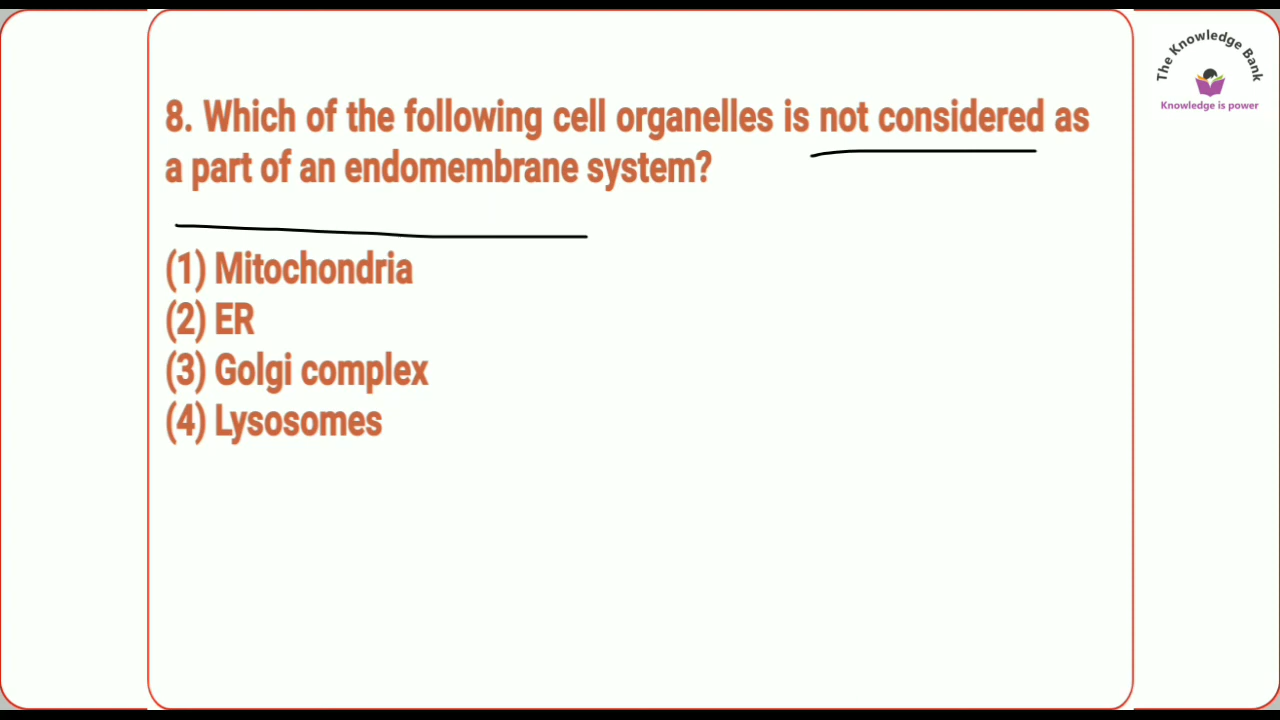 The Knowledge Bank
Knowledge is power
8. Which of the following cell organelles is not considered as
a part of an endomembrane system?
(1) Mitochondria
(2) ER
(3) Golgi complex
(4) Lysosomes